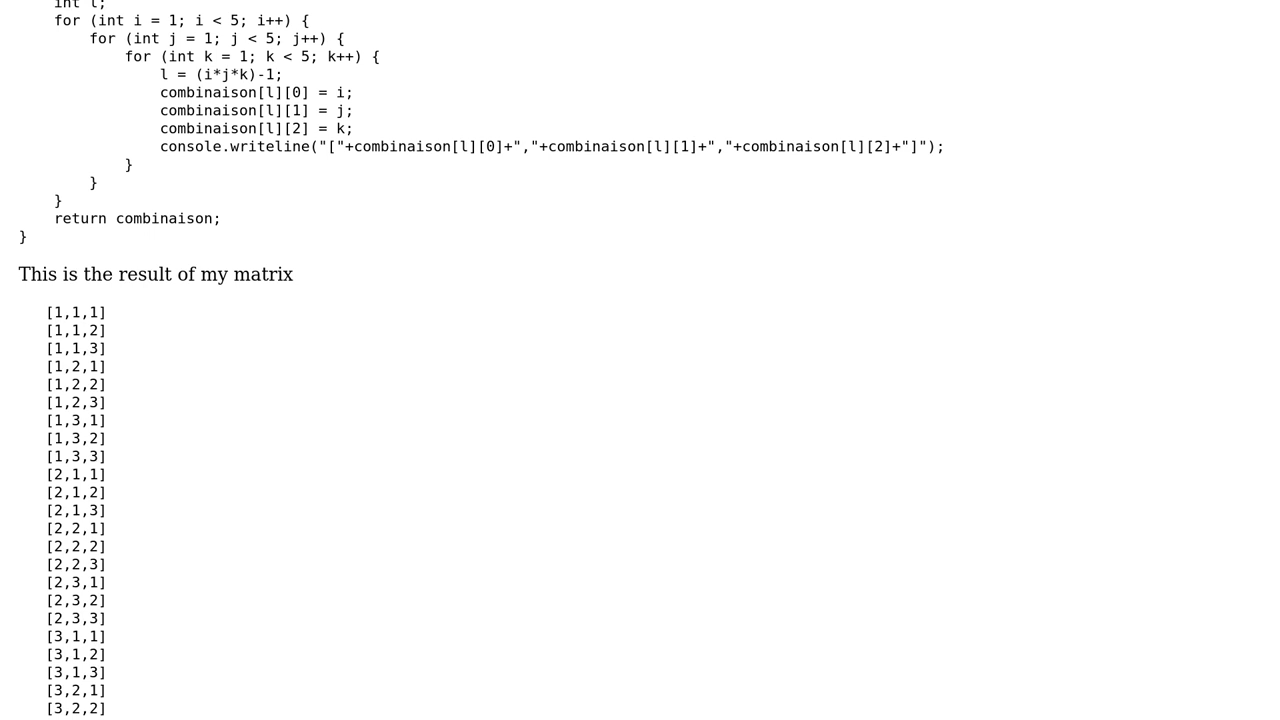 int l;
    for (int i = 1; i < 5; i++) {
        for (int j = 1; j < 5; j++) {
            for (int k = 1; k < 5; k++) {
                l = (i*j*k)-1;
                combinaison[l][0] = i;
                combinaison[l][1] = j;
                combinaison[l][2] = k;
                console.writeline("["+combinaison[l][0]+","+combinaison[l][1]+","+combinaison[l][2]+"]");
            }
        }
    }
    return combinaison;
}
This is the result of my matrix
[1,1,1]
[1,1,2]
[1,1,3]
[1,2,1]
[1,2,2]
[1,2,3]
[1,3,1]
[1,3,2]
[1,3,3]
[2,1,1]
[2,1,2]
[2,1,3]
[2,2,1]
[2,2,2]
[2,2,3]
[2,3,1]
[2,3,2]
[2,3,3]
[3,1,1]
[3,1,2]
[3,1,3]
[3,2,1]
[3,2,2]